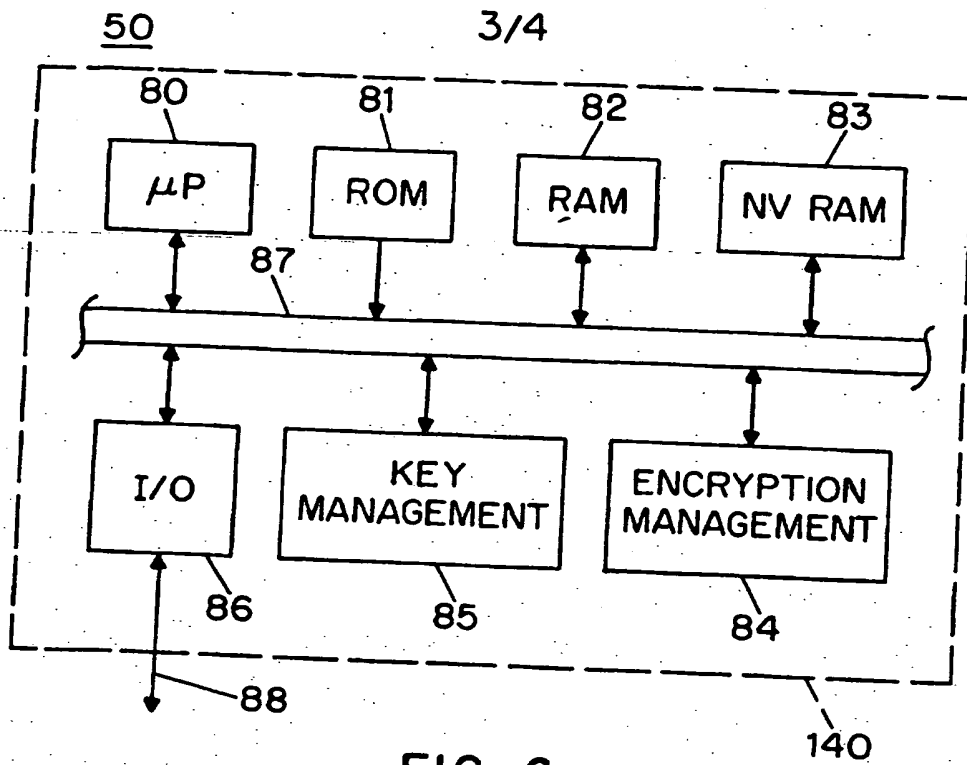 50
3/4
80
81
82
83
μP
ROM
RAM
NV RAM
87
I/O
KEY
MANAGEMENT
ENCRYPTION
MANAGEMENT
86
85
84
88
140